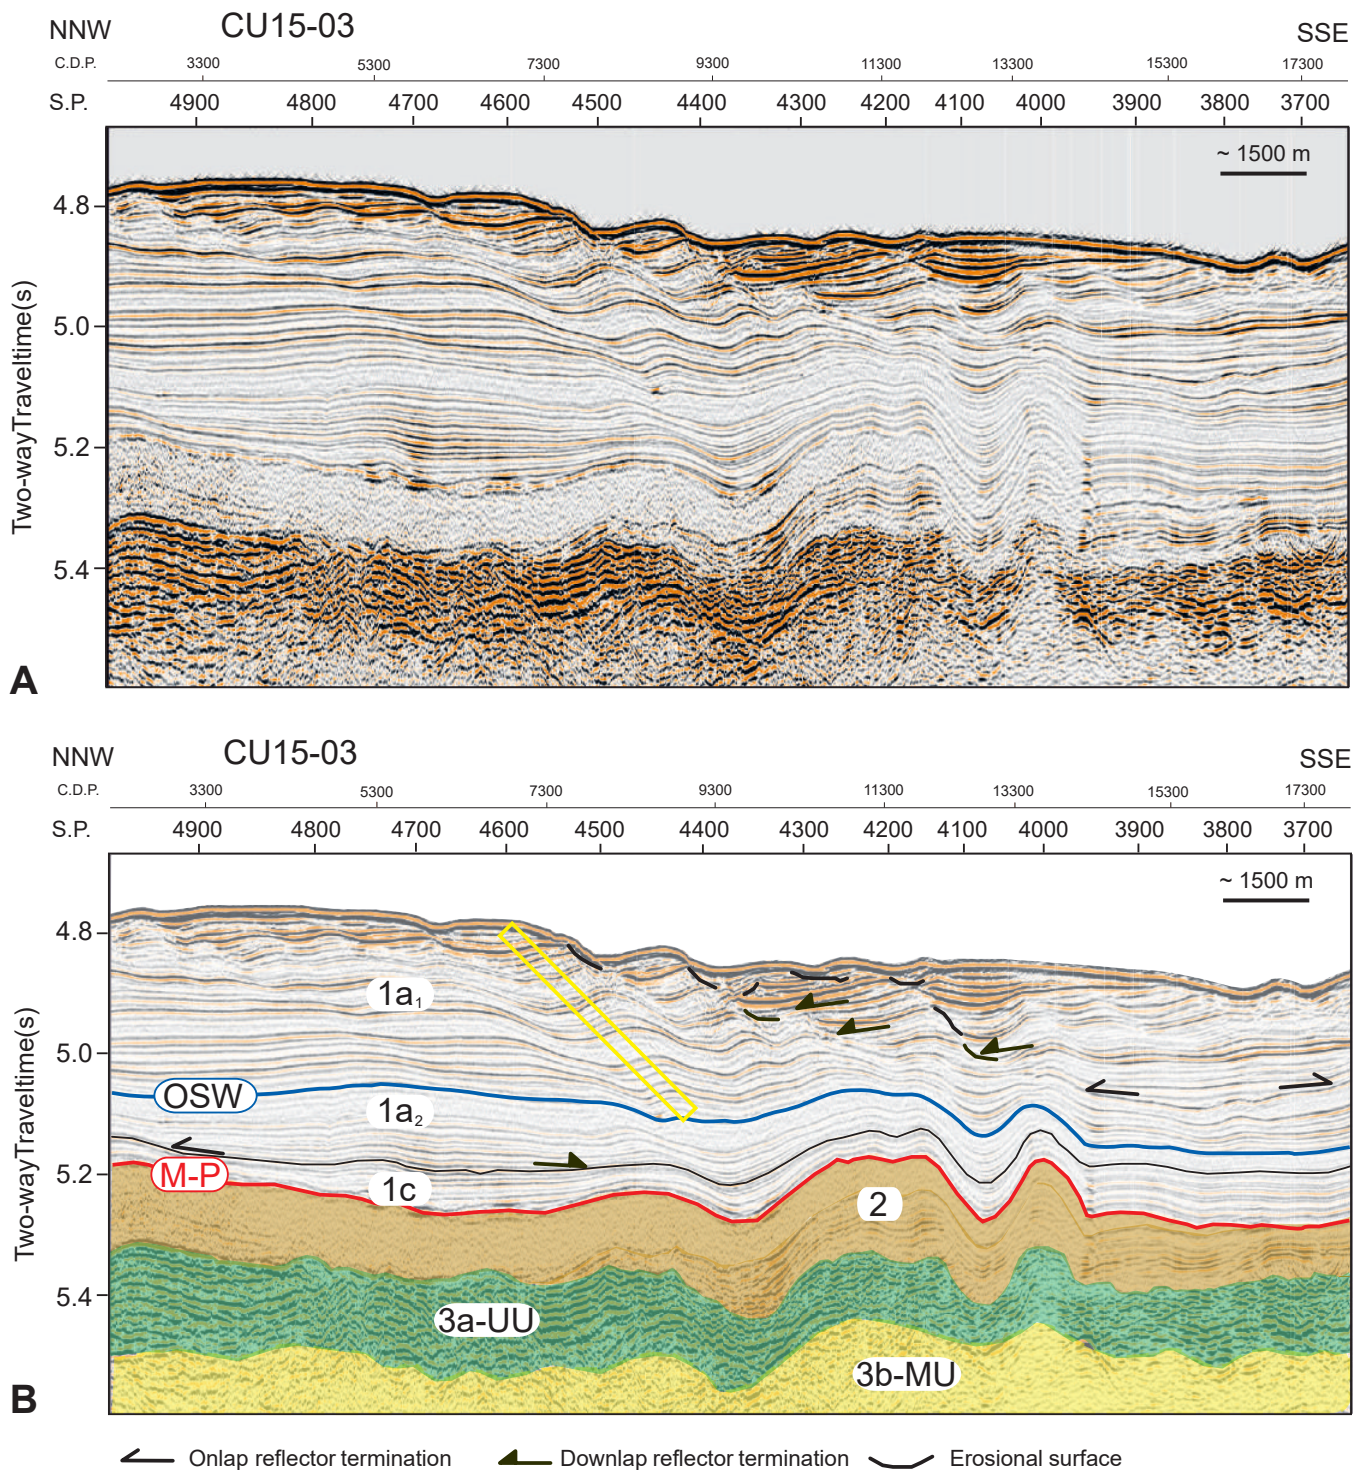 A
NNW CU15-03 SSE
C.D.P. 3300 5300 7300 9300 11300 13300 15300 17300
S.P. 4900 4800 4700 4600 4500 4400 4300 4200 4100 4000 3900 3800 3700
~ 1500 m
4.8
5.0
5.2
5.4
Two-wayTraveltime(s)
NNW CU15-03 SSE
C.D.P. 3300 5300 7300 9300 11300 13300 15300 17300
S.P. 4900 4800 4700 4600 4500 4400 4300 4200 4100 4000 3900 3800 3700
~ 1500 m
4.8
5.0
5.2
5.4
Two-wayTraveltime(s)
1a₁
OSW
1a₂
M-P
1c
2
3a-UU
3b-MU
B
Onlap reflector termination Downlap reflector termination Erosional surface